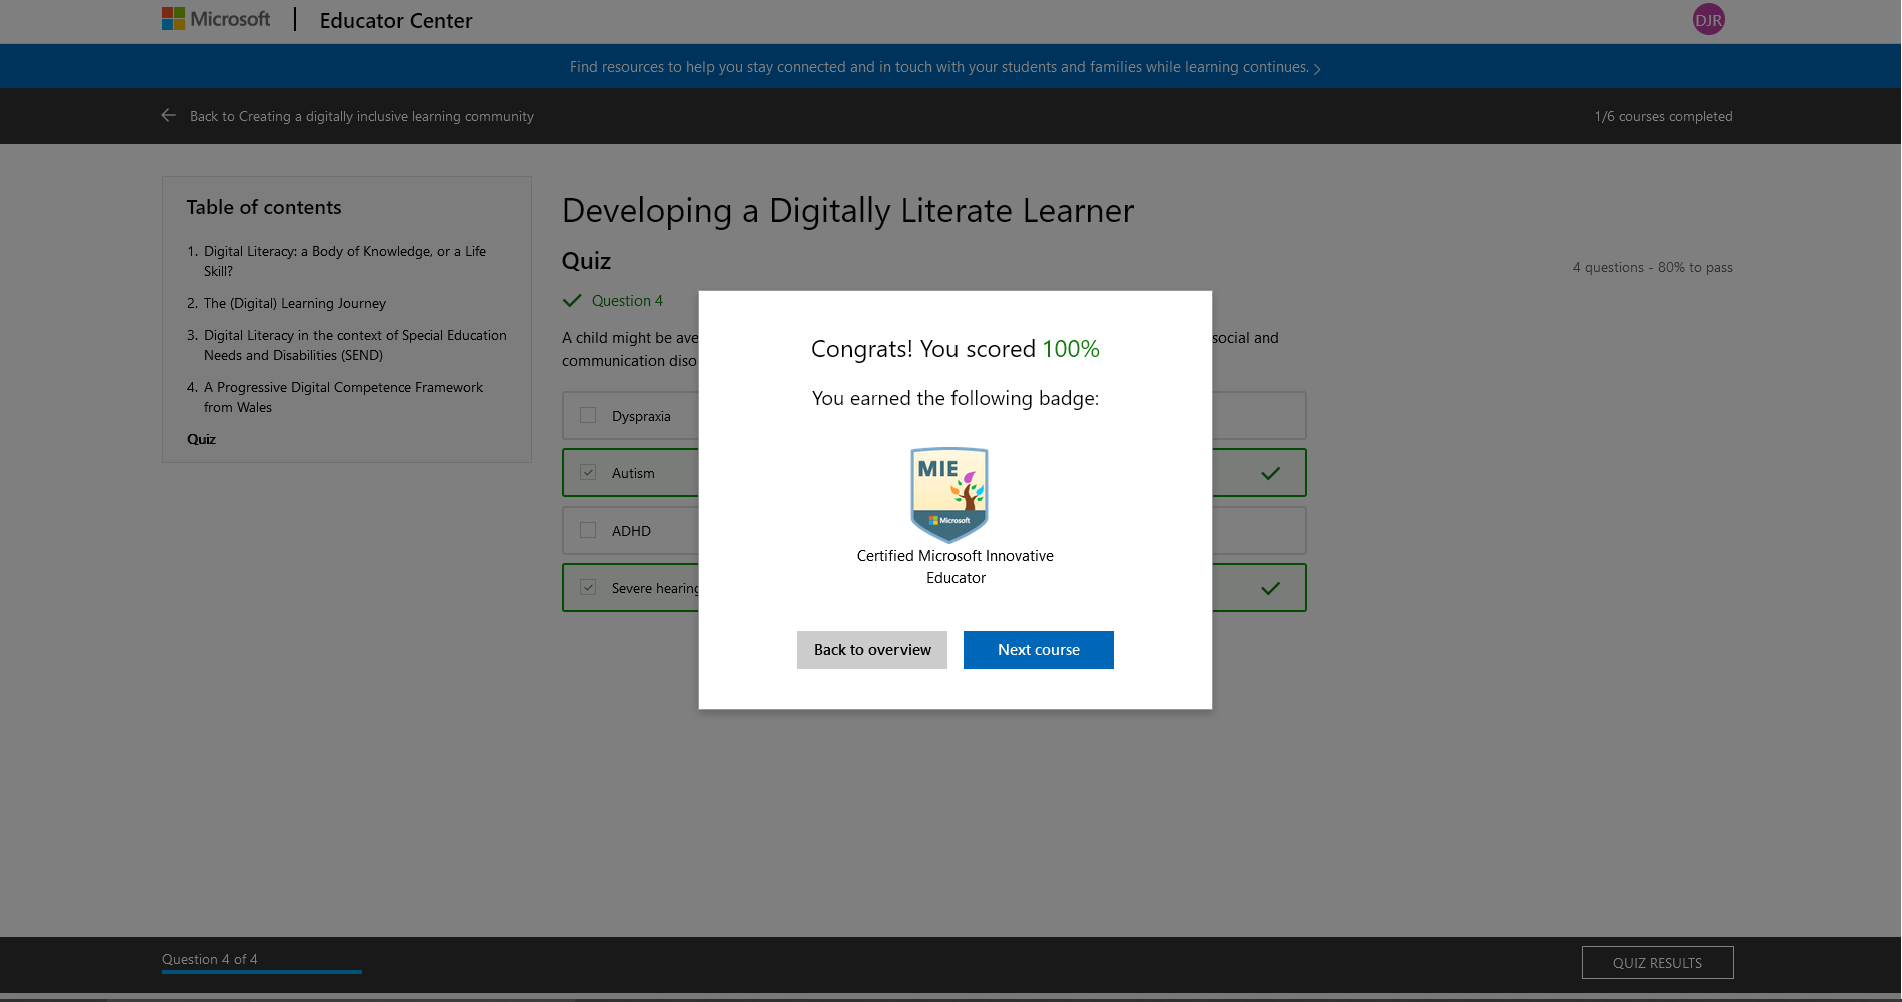 Microsoft | Educator Center
DJR
Find resources to help you stay connected and in touch with your students and families while learning continues.
Back to Creating a digitally inclusive learning community
1/6 courses completed
Table of contents
1. Digital Literacy: a Body of Knowledge, or a Life
Skill?
2. The (Digital) Learning Journey
3. Digital Literacy in the context of Special Education
Needs and Disabilities (SEND)
4. A Progressive Digital Competence Framework
from Wales
Quiz
Developing a Digitally Literate Learner
Quiz
4 questions - 80% to pass
Question 4
A child might be ave
social and
communication diso
Dyspraxia
Autism
ADHD
Severe hearing
Congrats! You scored 100%
You earned the following badge:
MIE
Microsoft
Certified Microsoft Innovative
Educator
Back to overview
Next course
Question 4 of 4
QUIZ RESULTS